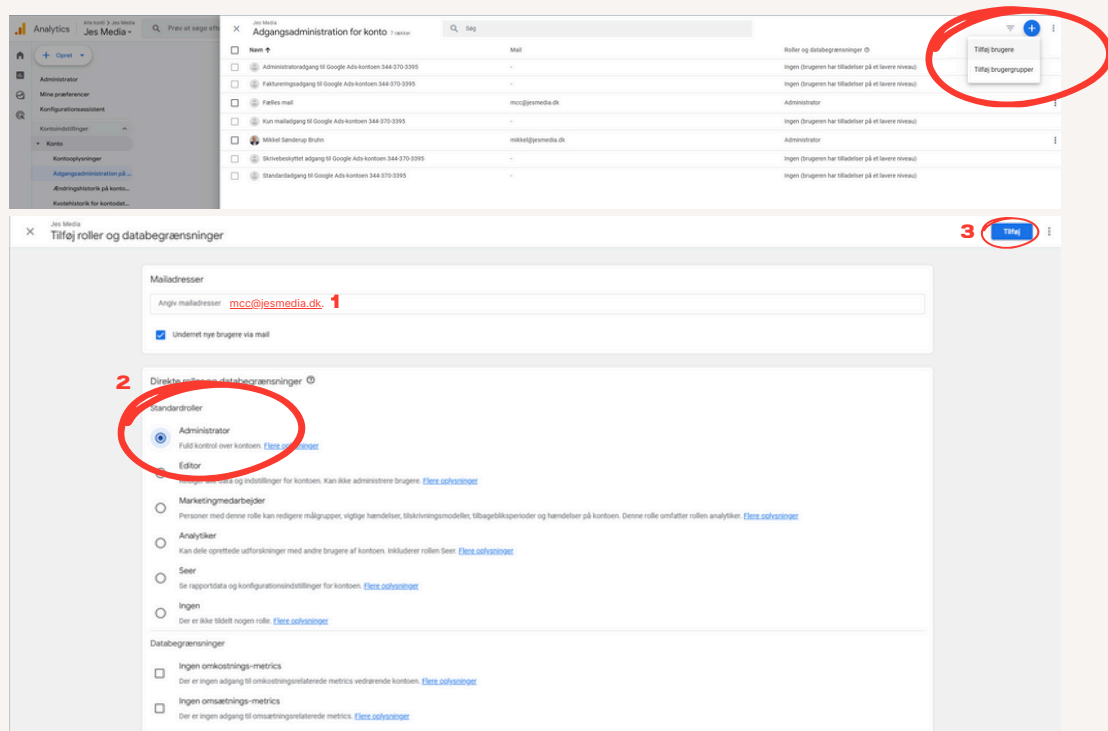 Analytics
Alle konti > Jes Media
Jes Media
Prøv at søge efte
Opret
Administrator
Mine præferencer
Konfigurationsassistent
Kontoindstillinger
Konto
Kontooplysninger
Adgangsadministration på ...
Ændringshistorik på konto...
Kvotehistorik for kontodat...
Jes Media
Adgangsadministration for konto 7 rækker
Søg
Tilføj brugere
Tilføj brugergrupper
Navn ↑ Mail Roller og databegrænsninger
Administratoradgang til Google Ads-kontoen 344-370-3395 - Ingen (brugeren har tilladelser på et lavere niveau)
Faktureringsadgang til Google Ads-kontoen 344-370-3395 - Ingen (brugeren har tilladelser på et lavere niveau)
Fælles mail mcc@jesmedia.dk Administrator
Kun mailadgang til Google Ads-kontoen 344-370-3395 - Ingen (brugeren har tilladelser på et lavere niveau)
Mikkel Sønderup Bruhn mikkel@jesmedia.dk Administrator
Skrivebeskyttet adgang til Google Ads-kontoen 344-370-3395 - Ingen (brugeren har tilladelser på et lavere niveau)
Standardadgang til Google Ads-kontoen 344-370-3395 - Ingen (brugeren har tilladelser på et lavere niveau)
Jes Media
Tilføj roller og databegrænsninger
3 Tilføj
Mailadresser
Angiv mailadresser mcc@jesmedia.dk. 1
Underret nye brugere via mail
2 Direkte roller og databegrænsninger
Standardroller
Administrator
Fuld kontrol over kontoen. Flere oplysninger
Editor
data og indstillinger for kontoen. Kan ikke administrere brugere. Flere oplysninger
Marketingmedarbejder
Personer med denne rolle kan redigere målgrupper, vigtige hændelser, tilskrivningsmodeller, tilbagebliksperioder og hændelser på kontoen. Denne rolle omfatter rollen analytiker. Flere oplysninger
Analytiker
Kan dele oprettede udforskninger med andre brugere af kontoen. Inkluderer rollen Seer. Flere oplysninger
Seer
Se rapportdata og konfigurationsindstillinger for kontoen. Flere oplysninger
Ingen
Der er ikke tildelt nogen rolle. Flere oplysninger
Databegrænsninger
Ingen omkostnings-metrics
Der er ingen adgang til omkostningsrelaterede metrics vedrørende kontoen. Flere oplysninger
Ingen omsætnings-metrics
Der er ingen adgang til omsætningsrelaterede metrics. Flere oplysninger